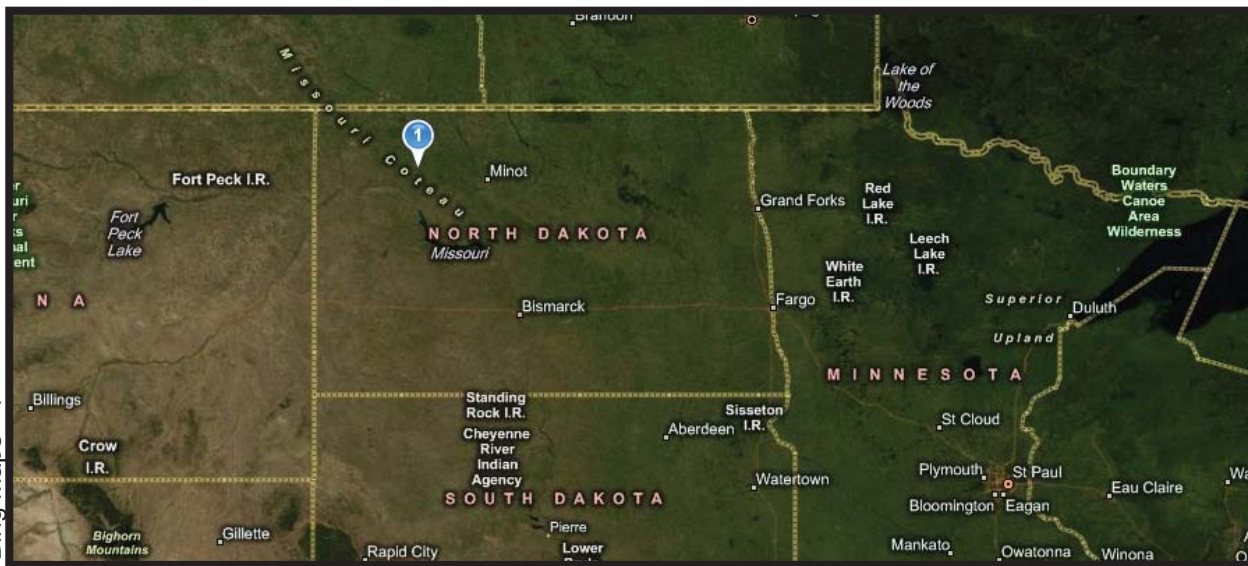 Brandon
Missouri Coteau
1
Lake of
the
Woods
Fort Peck I.R.
Minot
Fort
Peck
Lake
Grand Forks
Red
Lake
I.R.
Boundary
Waters
Canoe
Area
Wilderness
NORTH DAKOTA
Missouri
Leech
Lake
I.R.
White
Earth
I.R.
N A
Bismarck
Fargo
Superior
Upland
Duluth
MINNESOTA
Billings
Standing
Rock I.R.
Cheyenne
River
Indian
Agency
Aberdeen
Sisseton
I.R.
St Cloud
Crow
I.R.
SOUTH DAKOTA
Watertown
Plymouth
St Paul
Bloomington
Eagan
Eau Claire
Bighorn
Mountains
Gillette
Pierre
Rapid City
Lower
Mankato
Owatonna
Winona